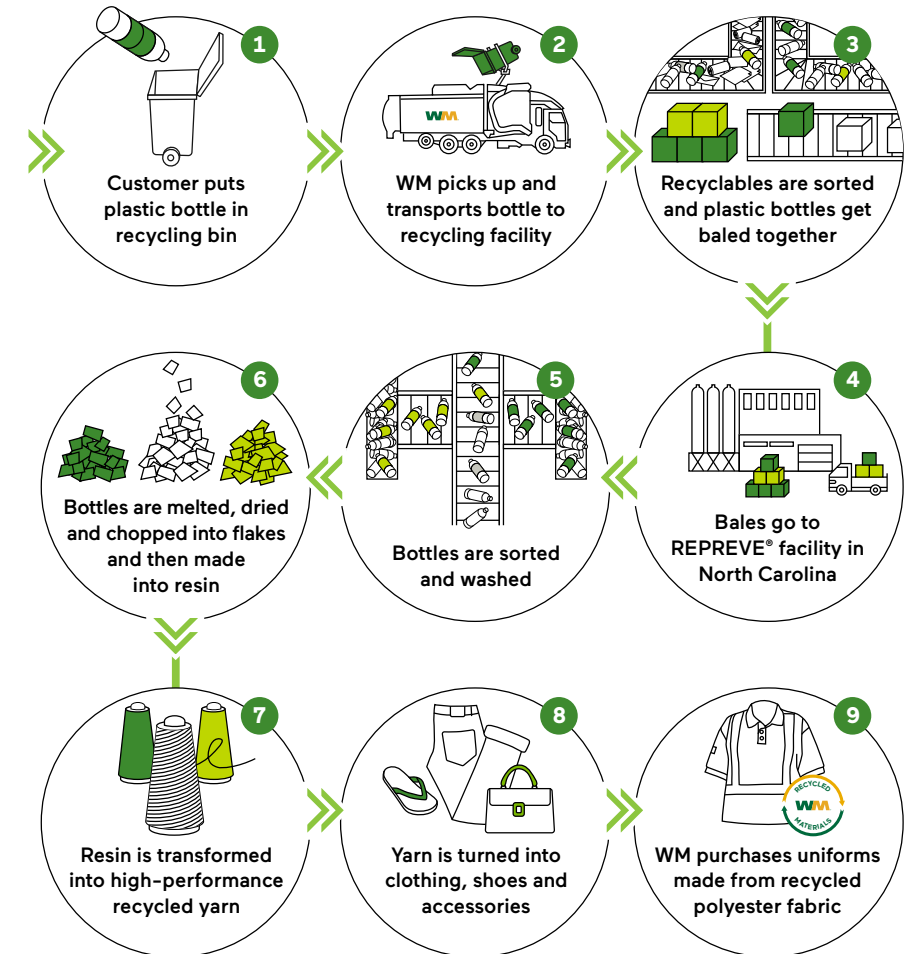 1
WM
Customer puts
plastic bottle in
recycling bin
2
WM picks up and
transports bottle to
recycling facility
3
Recyclables are sorted
and plastic bottles get
baled together
4
Bales go to
REPREVE® facility in
North Carolina
5
Bottles are sorted
and washed
6
Bottles are melted, dried
and chopped into flakes
and then made
into resin
7
Resin is transformed
into high-performance
recycled yarn
8
Yarn is turned into
clothing, shoes and
accessories
9
RECYCLED
WM
MATERIALS
WM purchases uniforms
made from recycled
polyester fabric